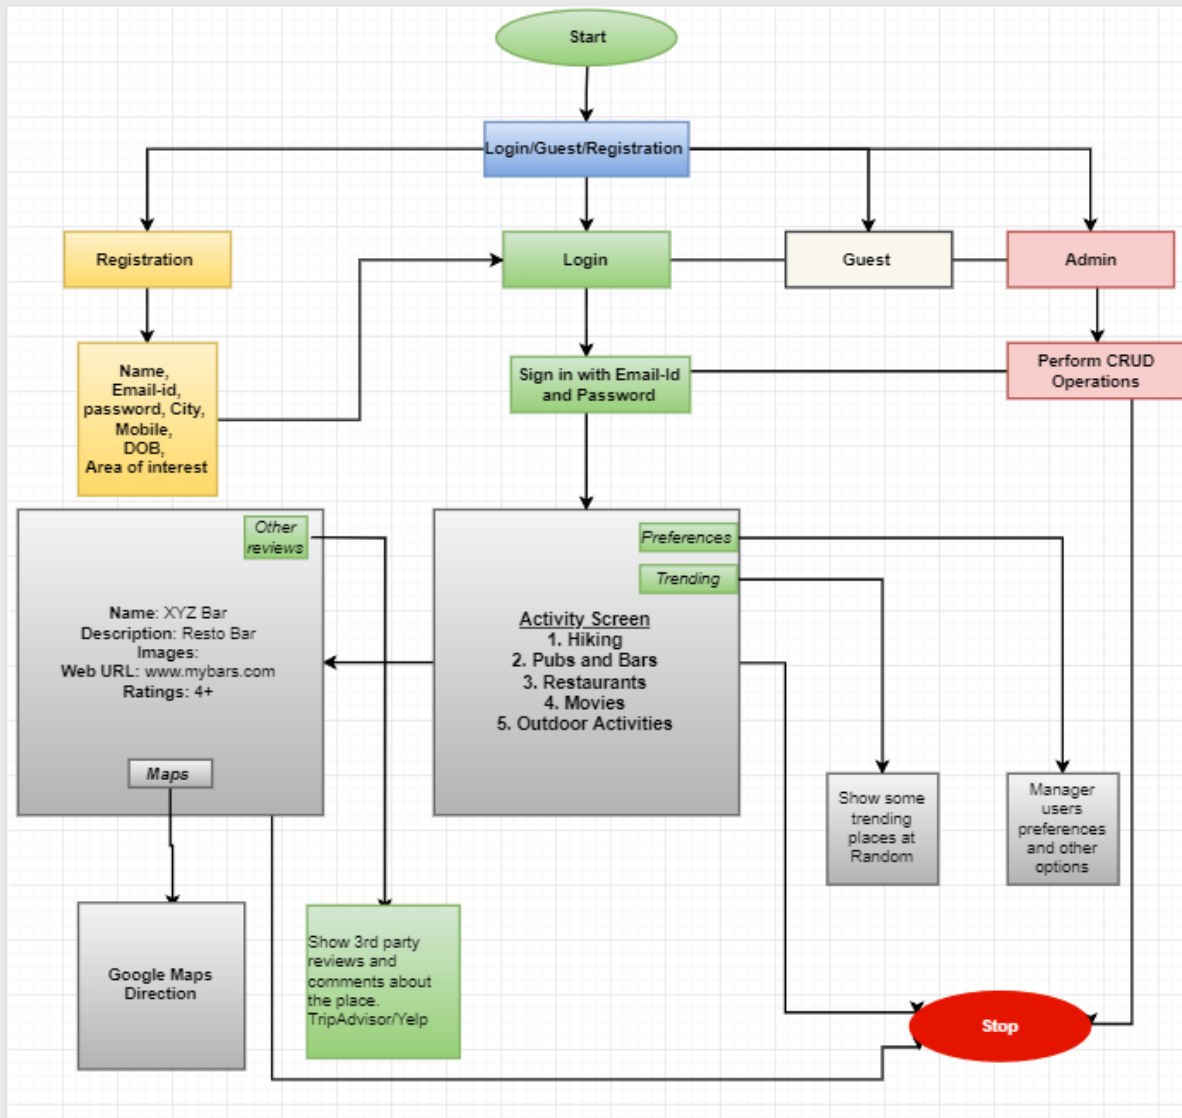 Start
Login/Guest/Registration
Registration
Login
Guest
Admin
Name,
Email-id,
password, City,
Mobile,
DOB,
Area of interest
Sign in with Email-Id
and Password
Perform CRUD
Operations
Other
reviews
Name: XYZ Bar
Description: Resto Bar
Images:
Web URL: www.mybars.com
Ratings: 4+
Maps
Preferences
Trending
Activity Screen
1. Hiking
2. Pubs and Bars
3. Restaurants
4. Movies
5. Outdoor Activities
Show some
trending
places at
Random
Manager
users
preferences
and other
options
Google Maps
Direction
Show 3rd party
reviews and
comments about
the place.
TripAdvisor/Yelp
Stop